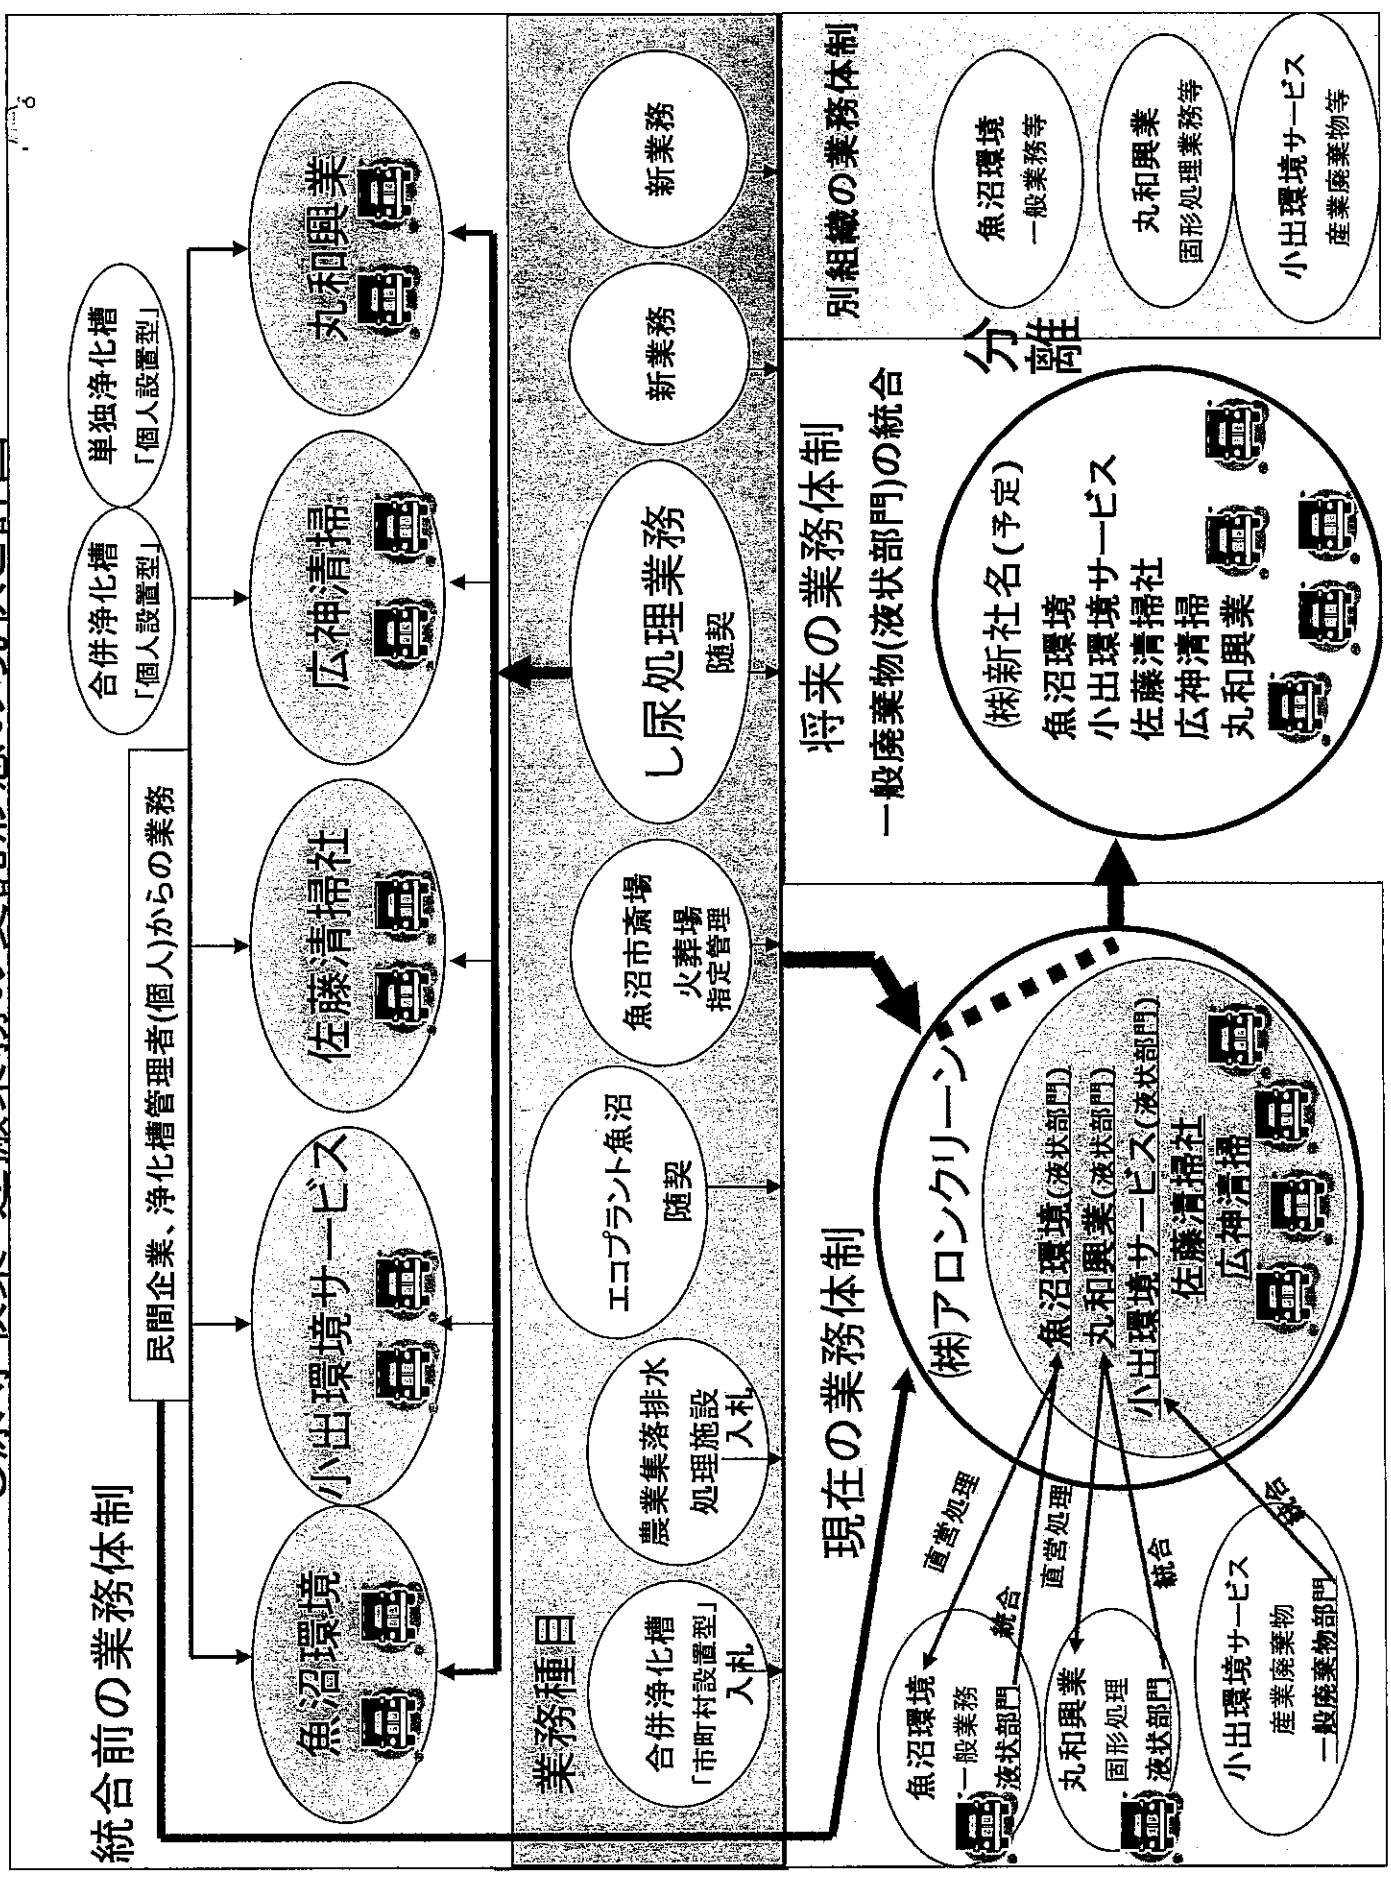 統合前の業務体制
民間企業、浄化槽管理者(個人)からの業務
合併浄化槽
「個人設置型」
単独浄化槽
「個人設置型」
魚沼環境
小出環境サービス
佐藤清掃社
広神清掃
丸和興業
業務種目
合併浄化槽
「市町村設置型」
入札
農業集落排水
処理施設
入札
エコプラント魚沼
随契
魚沼市斎場
火葬場
指定管理
し尿処理業務
随契
新業務
新業務
現在の業務体制
(株)アロンクリーン
魚沼環境(液状部門)
丸和興業(液状部門)
小出環境サービス(液状部門)
佐藤清掃社
広神清掃
直営処理
統合
直営処理
統合
統合
魚沼環境
一般業務
液状部門
丸和興業
固形処理
液状部門
小出環境サービス
産業廃棄物
一般廃棄物部門
将来の業務体制
一般廃棄物(液状部門)の統合
(株)新社名(予定)
魚沼環境
小出環境サービス
佐藤清掃社
広神清掃
丸和興業
分離
別組織の業務体制
魚沼環境
一般業務等
丸和興業
固形処理業務等
小出環境サービス
産業廃棄物等